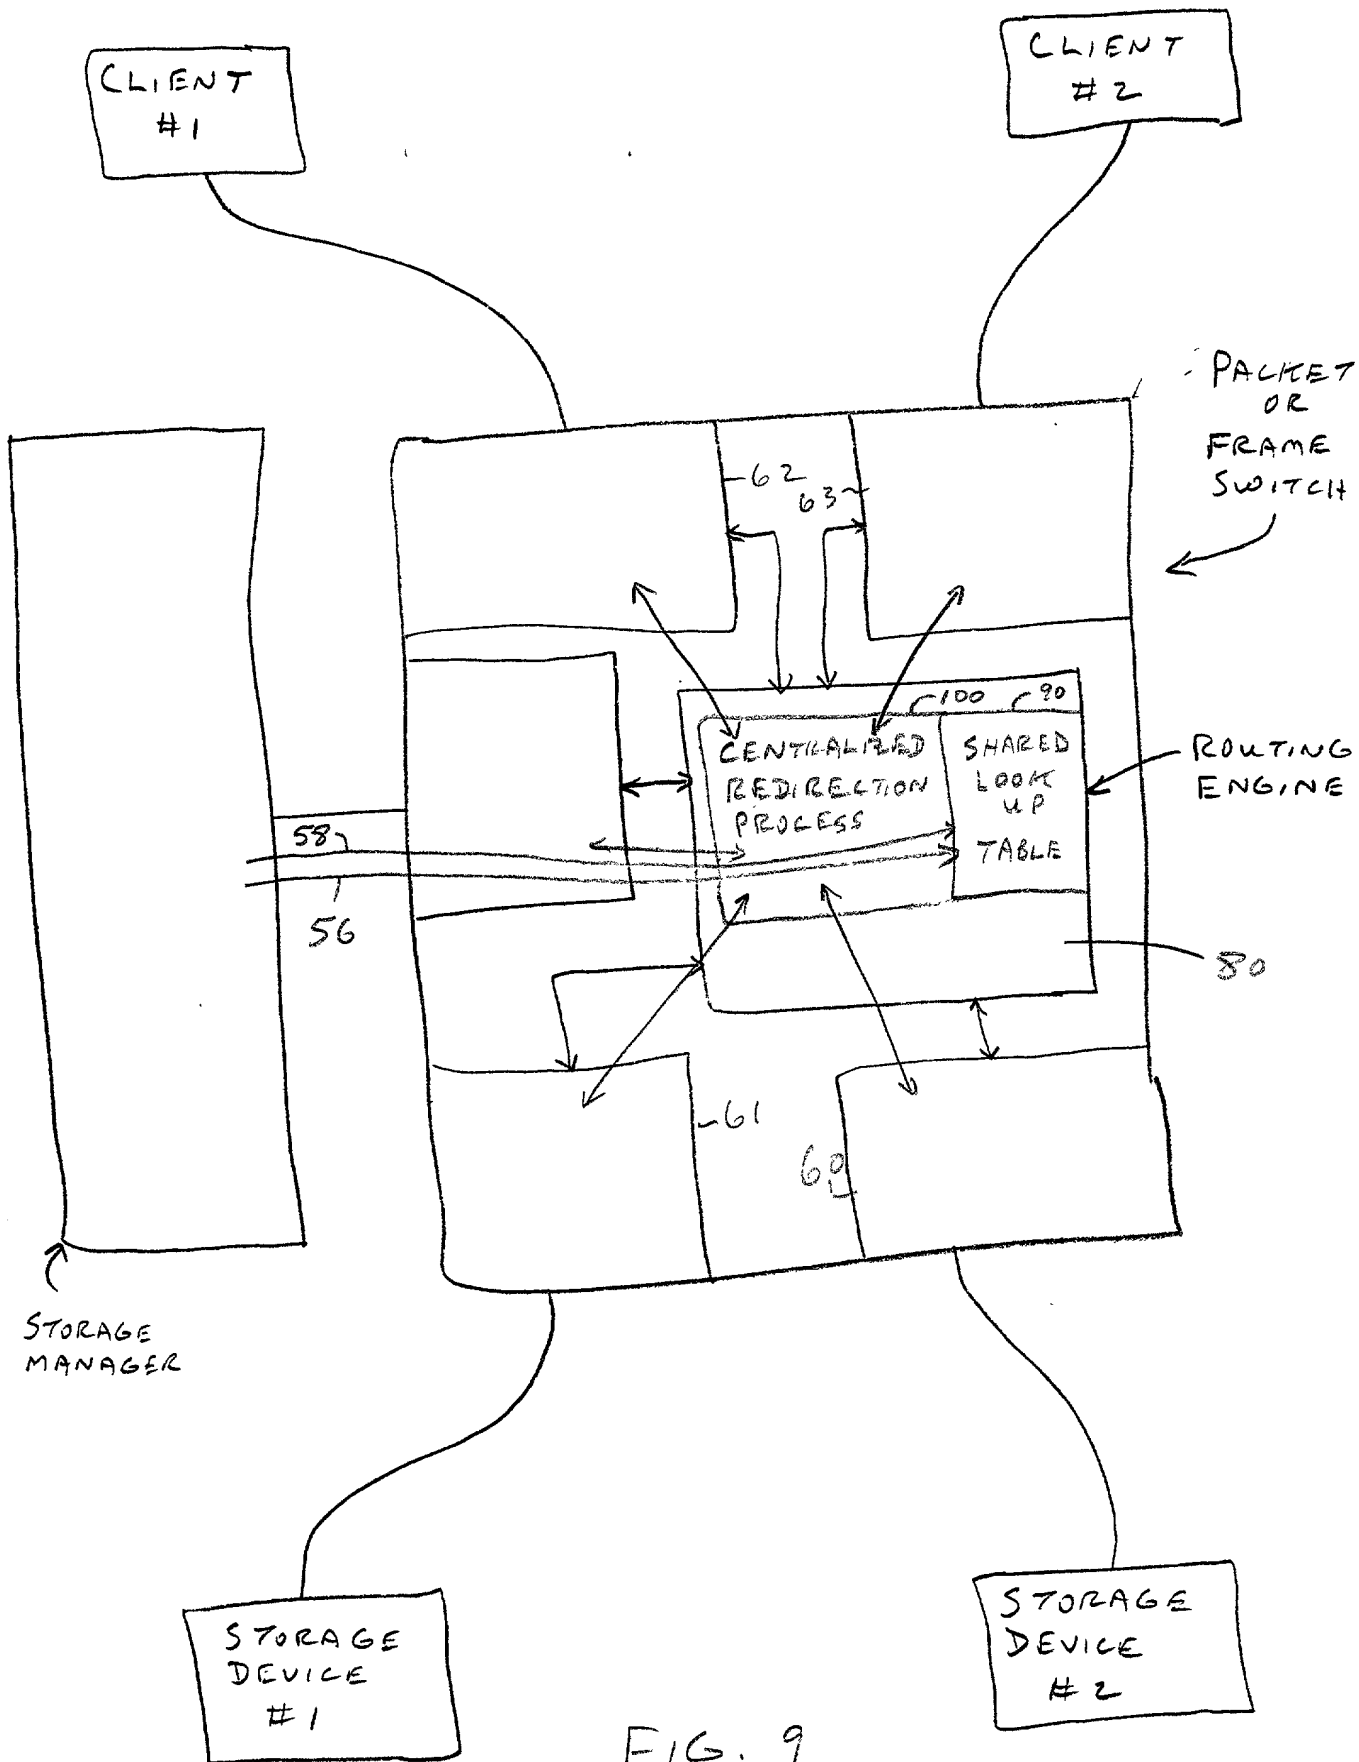 CLIENT
#1
CLIENT
#2
PACKET
OR
FRAME
SWITCH
62
63
100
90
CENTRALIZED
REDIRECTION
PROCESS
SHARED
LOOK
UP
TABLE
ROUTING
ENGINE
58
56
80
61
60
STORAGE
MANAGER
STORAGE
DEVICE
#1
STORAGE
DEVICE
#2
FIG. 9